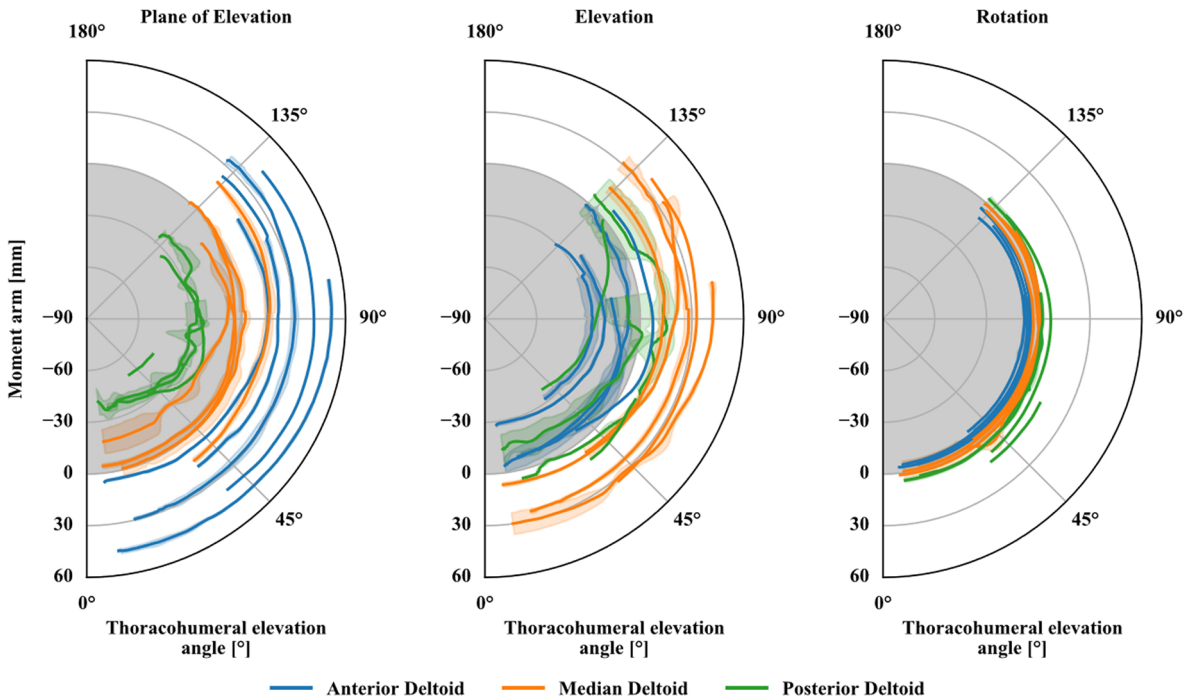 Plane of Elevation
Elevation
Rotation
180°
180°
180°
135°
135°
135°
Moment arm [mm]
−90
90°
−90
90°
−90
90°
−60
−60
−60
−30
−30
−30
0
0
0
45°
45°
45°
30
30
30
60
60
60
0°
0°
0°
Thoracohumeral elevation
angle [°]
Thoracohumeral elevation
angle [°]
Thoracohumeral elevation
angle [°]
Anterior Deltoid
Median Deltoid
Posterior Deltoid